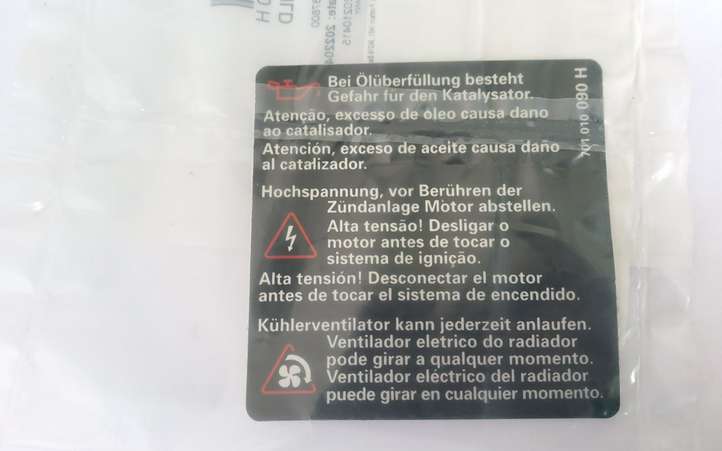 Bei Ölüberfüllung besteht
Gefahr für den Katalysator.
Atenção, excesso de óleo causa dano
ao catalisador.
Atención, exceso de aceite causa daño
al catalizador.
Hochspannung, vor Berühren der
Zündanlage Motor abstellen.
Alta tensão! Desligar o
motor antes de tocar o
sistema de ignição.
Alta tensión! Desconectar el motor
antes de tocar el sistema de encendido.
Kühlerventilator kann jederzeit anlaufen.
Ventilador eletrico do radiador
pode girar a qualquer momento.
Ventilador eléctrico del radiador
puede girar en cualquier momento.
701 010 090 H